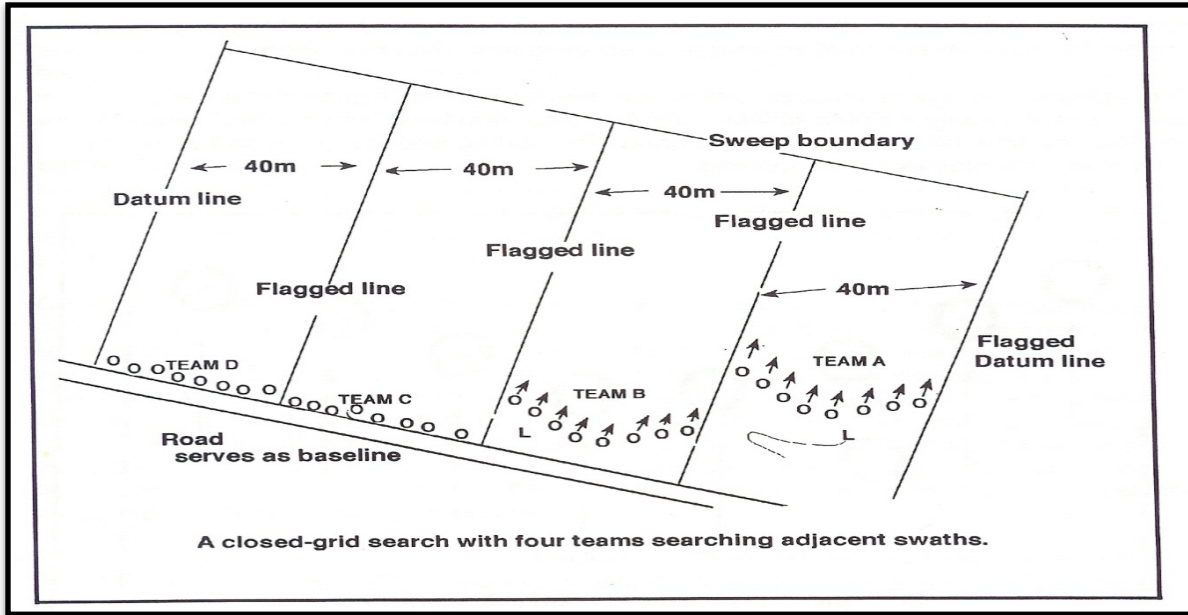 Sweep boundary
40m
40m
40m
Datum line
Flagged line
Flagged line
Flagged line
40m
Flagged
Datum line
TEAM D
TEAM C
TEAM B
TEAM A
L
L
Road
serves as baseline
A closed-grid search with four teams searching adjacent swaths.